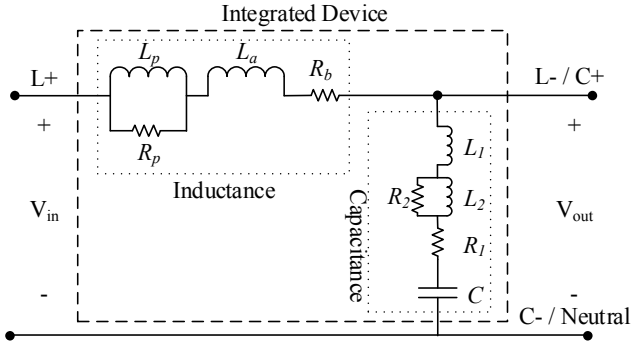 Integrated Device
L+
L- / C+
Lp
La
Rb
Rp
Inductance
+
+
L1
R2
L2
R1
C
Capacitance
Vin
Vout
-
-
C- / Neutral